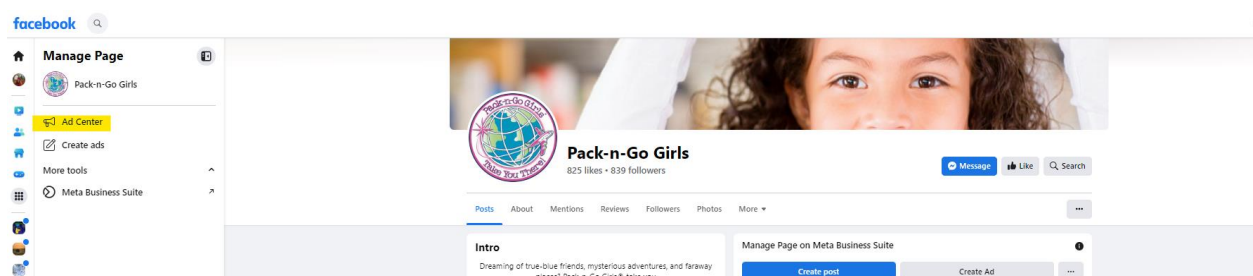 facebook
Manage Page
Pack-n-Go Girls
Ad Center
Create ads
More tools
Meta Business Suite
Pack-n-Go Girls
Take You There!
Pack-n-Go Girls
825 likes • 839 followers
Message
Like
Search
Posts
About
Mentions
Reviews
Followers
Photos
More
Intro
Dreaming of true-blue friends, mysterious adventures, and faraway
Manage Page on Meta Business Suite
Create post
Create Ad